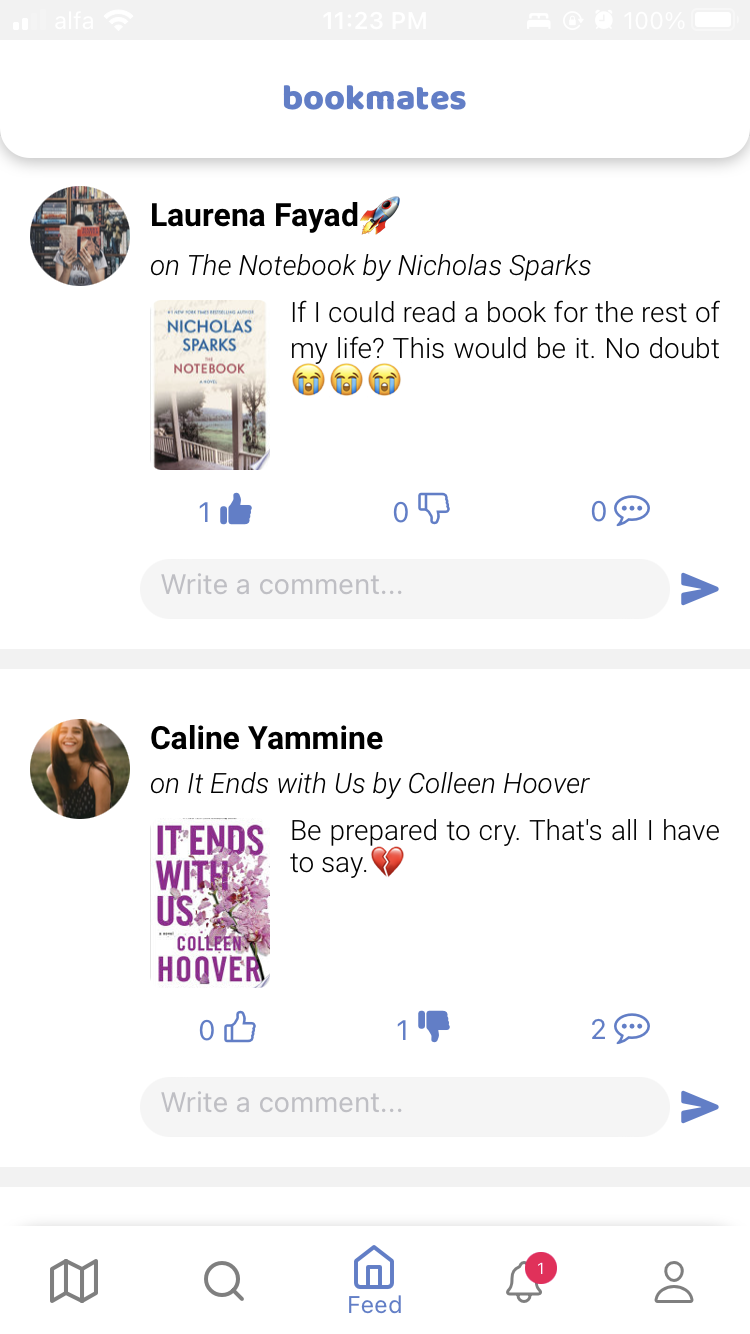 alfa 11:23 PM 100%
bookmates
Laurena Fayad🚀
on The Notebook by Nicholas Sparks
#1 NEW YORK TIMES BESTSELLING AUTHOR
NICHOLAS
SPARKS
THE
NOTEBOOK
A NOVEL
If I could read a book for the rest of
my life? This would be it. No doubt
😭😭😭
1 0 0
Write a comment...
Caline Yammine
on It Ends with Us by Colleen Hoover
IT ENDS
WITH
US
A NOVEL
COLLEEN
HOOVER
Be prepared to cry. That's all I have
to say.💔
0 1 2
Write a comment...
1
Feed